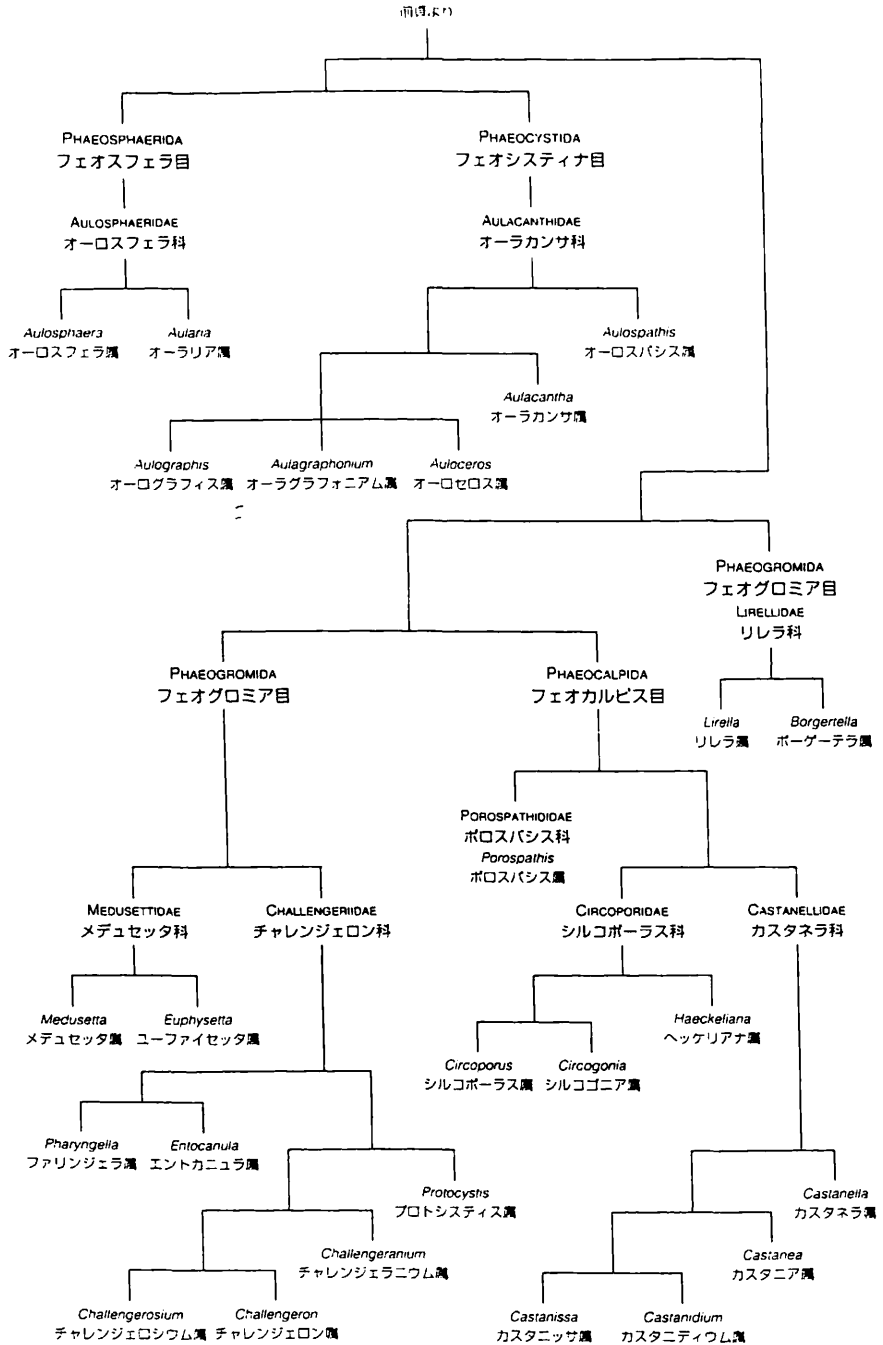 前頁より
PHAEOSPHAERIDA
フェオスフェラ目
PHAEOCYSTIDA
フェオシスティナ目
AULOSPHAERIDAE
オーロスフェラ科
AULACANTHIDAE
オーラカンサ科
Aulosphaera
オーロスフェラ属
Aularia
オーラリア属
Aulospathis
オーロスパシス属
Aulacantha
オーラカンサ属
Aulographis
オーログラフィス属
Aulagraphonium
オーラグラフォニアム属
Auloceros
オーロセロス属
PHAEOGROMIDA
フェオグロミア目
LIRELLIDAE
リレラ科
PHAEOGROMIDA
フェオグロミア目
PHAEOCALPIDA
フェオカルピス目
Lirella
リレラ属
Borgertella
ボーゲーテラ属
POROSPATHIDIDAE
ポロスパシス科
Porospathis
ポロスパシス属
MEDUSETTIDAE
メデュセッタ科
CHALLENGERIIDAE
チャレンジェロン科
CIRCOPORIDAE
シルコポーラス科
CASTANELLIDAE
カスタネラ科
Medusetta
メデュセッタ属
Euphysetta
ユーファイセッタ属
Haeckeliana
ヘッケリアナ属
Circoporus
シルコポーラス属
Circogonia
シルコゴニア属
Pharyngella
ファリンジェラ属
Entocanula
エントカニュラ属
Protocystis
プロトシスティス属
Castanella
カスタネラ属
Challengeranium
チャレンジェラニウム属
Castanea
カスタニア属
Challengerosium
チャレンジェロシウム属
Challengeron
チャレンジェロン属
Castanissa
カスタニッサ属
Castanidium
カスタニディウム属